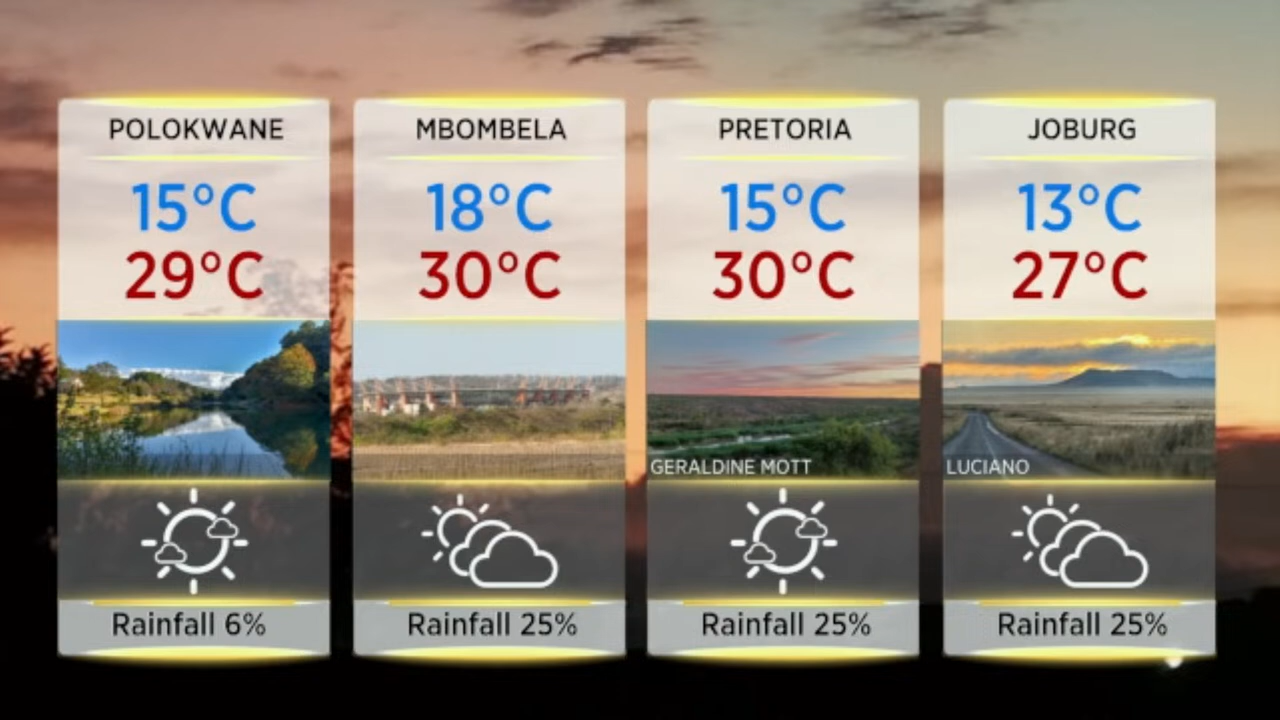 POLOKWANE
15°C
29°C
Rainfall 6%
MBOMBELA
18°C
30°C
Rainfall 25%
PRETORIA
15°C
30°C
GERALDINE MOTT
Rainfall 25%
JOBURG
13°C
27°C
LUCIANO
Rainfall 25%